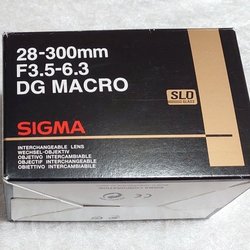 28-300mm
F3.5-6.3
DG MACRO
SLD
SIGMA
INTERCHANGEABLE LENS
WECHSEL-OBJEKTIV
OBJETIVO INTERCAMBIABLE
OBJECTIF INTERCHANGEABLE
OBIETTIVO INTERCAMBIABILE